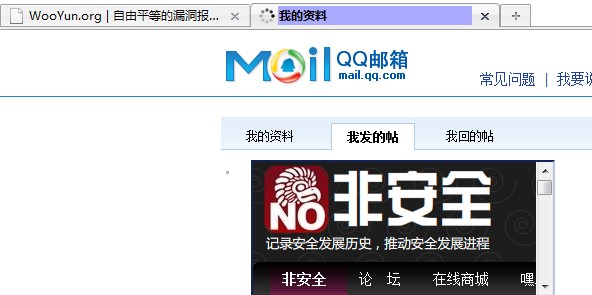 WooYun.org | 自由平等的漏洞报...
我的资料
Mail QQ邮箱
mail.qq.com
常见问题 | 我要说
我的资料 我发的帖 我回的帖
NO 非安全
记录安全发展历史，推动安全发展进程
非安全 论 坛 在线商城 嘿